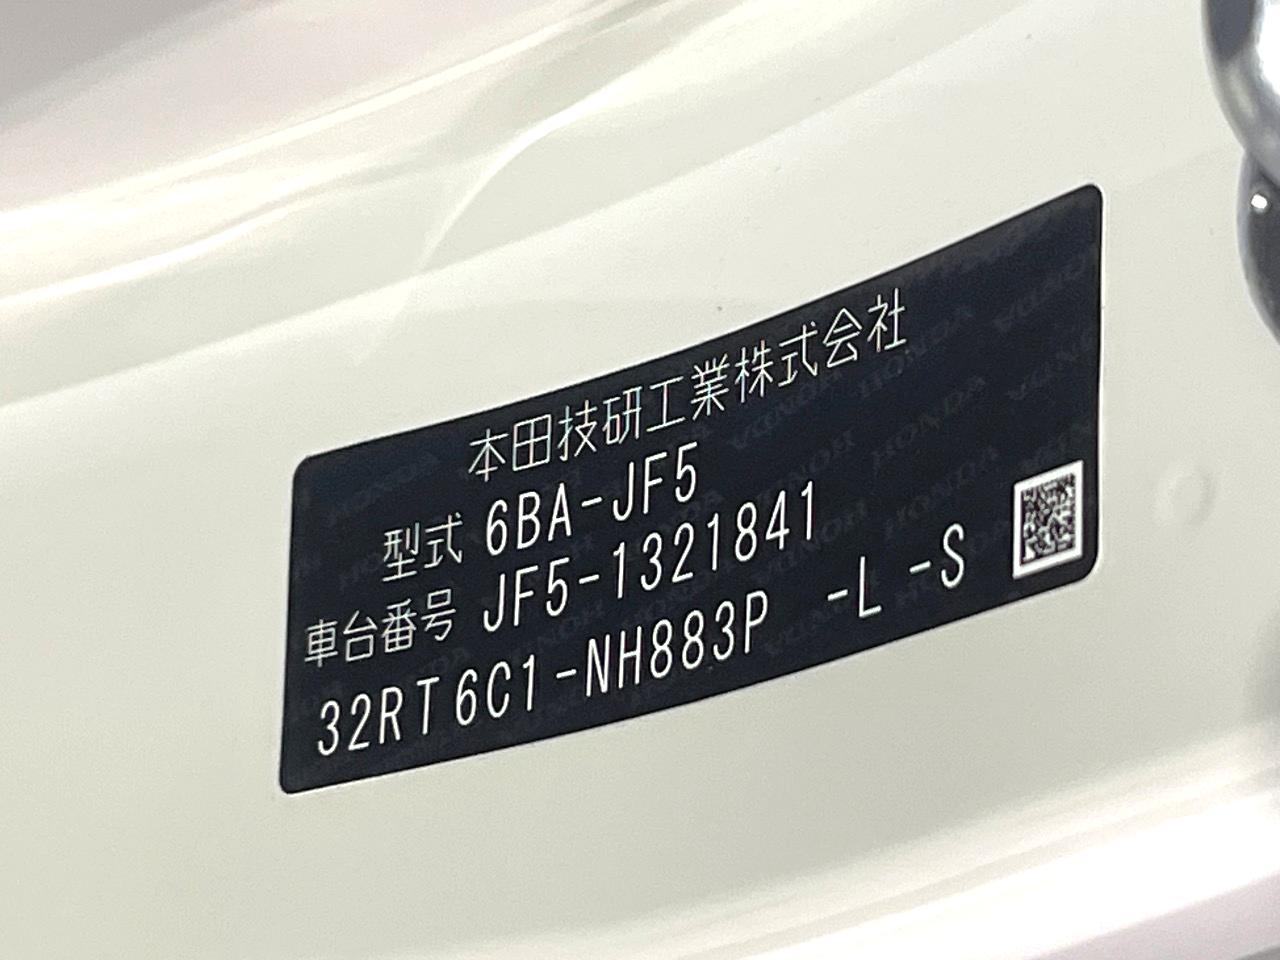 本田技研工業株式会社
型式 6BA-JF5
車台番号 JF5-1321841
32RT6C1-NH883P -L -S